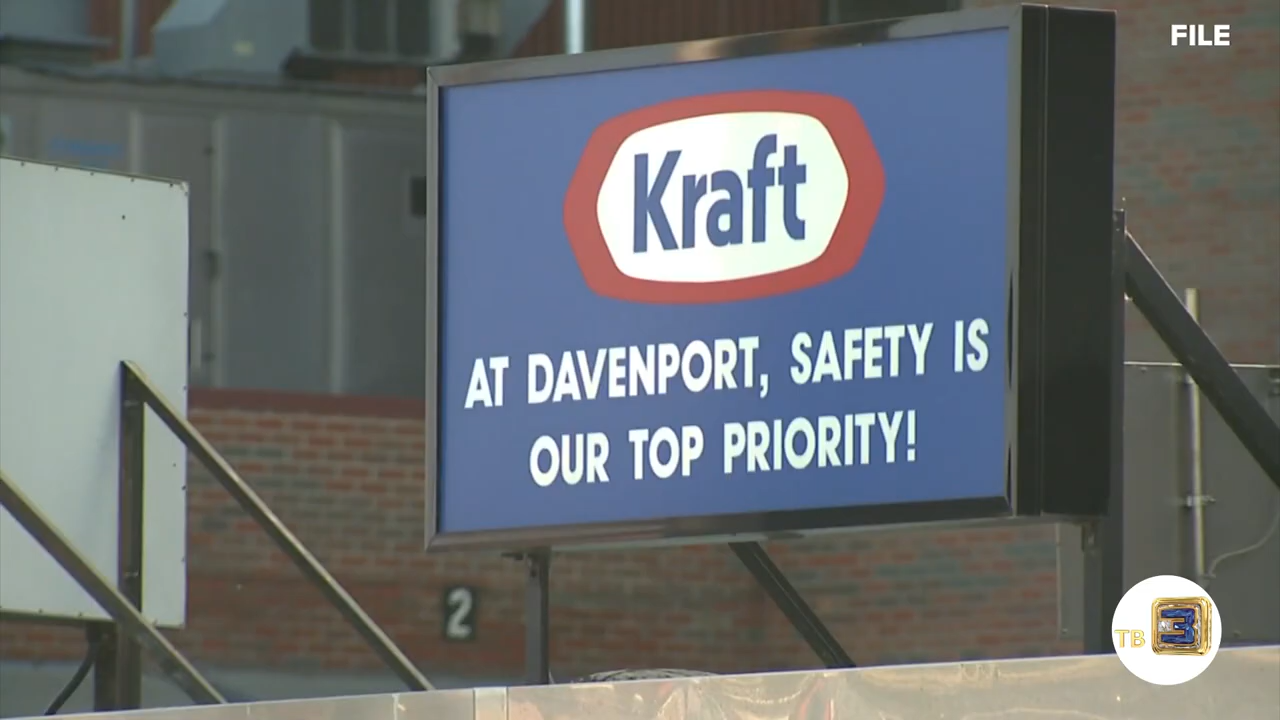 FILE
Kraft
AT DAVENPORT, SAFETY IS
OUR TOP PRIORITY!
2
TB 3